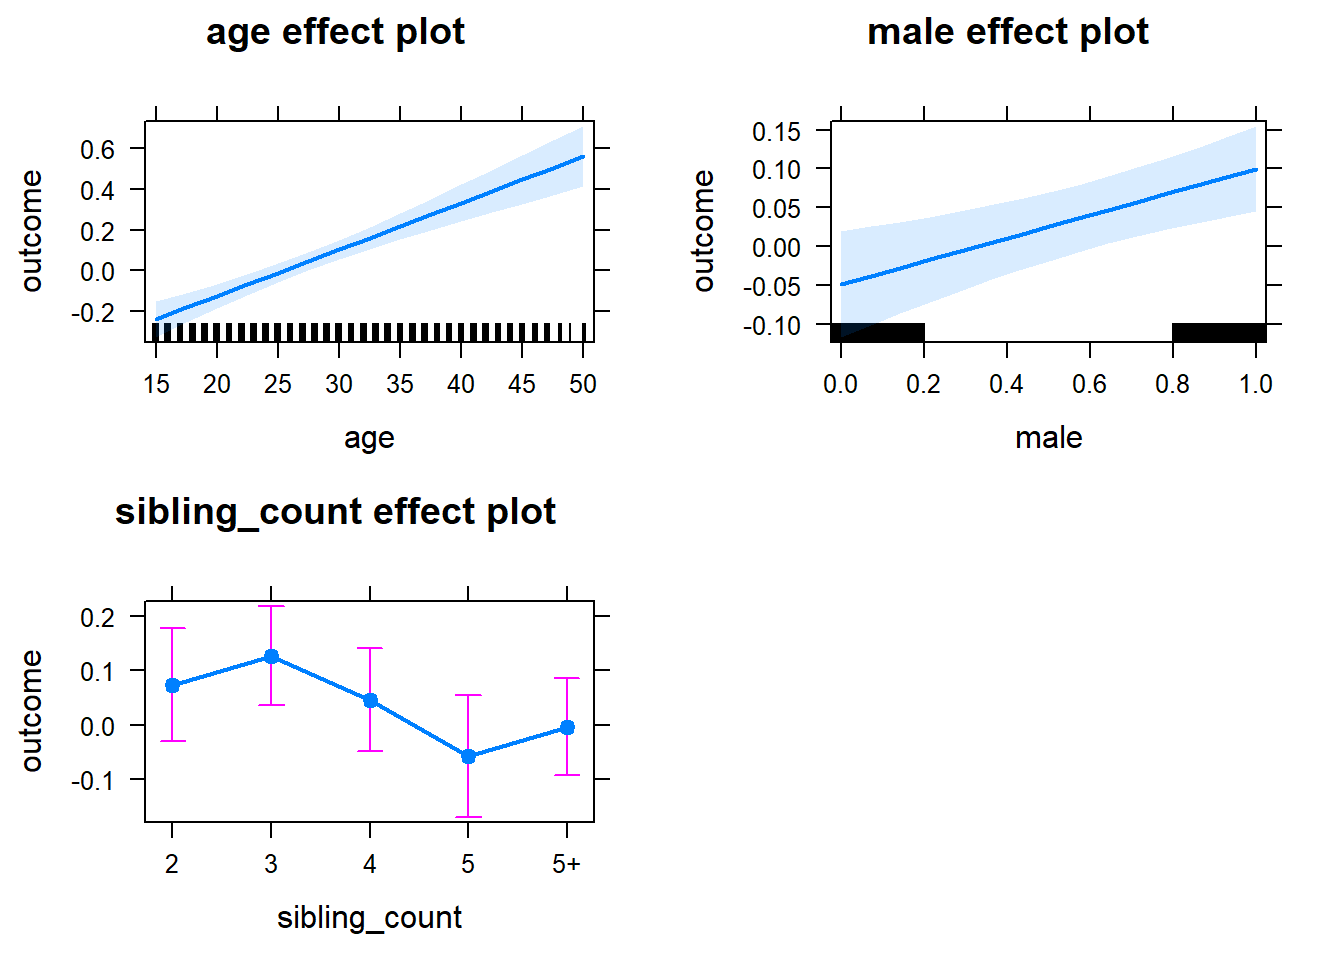 age effect plot
outcome
0.6
0.4
0.2
0.0
-0.2
15 20 25 30 35 40 45 50
age
male effect plot
outcome
0.15
0.10
0.05
0.00
-0.05
-0.10
0.0 0.2 0.4 0.6 0.8 1.0
male
sibling_count effect plot
outcome
0.2
0.1
0.0
-0.1
2 3 4 5 5+
sibling_count